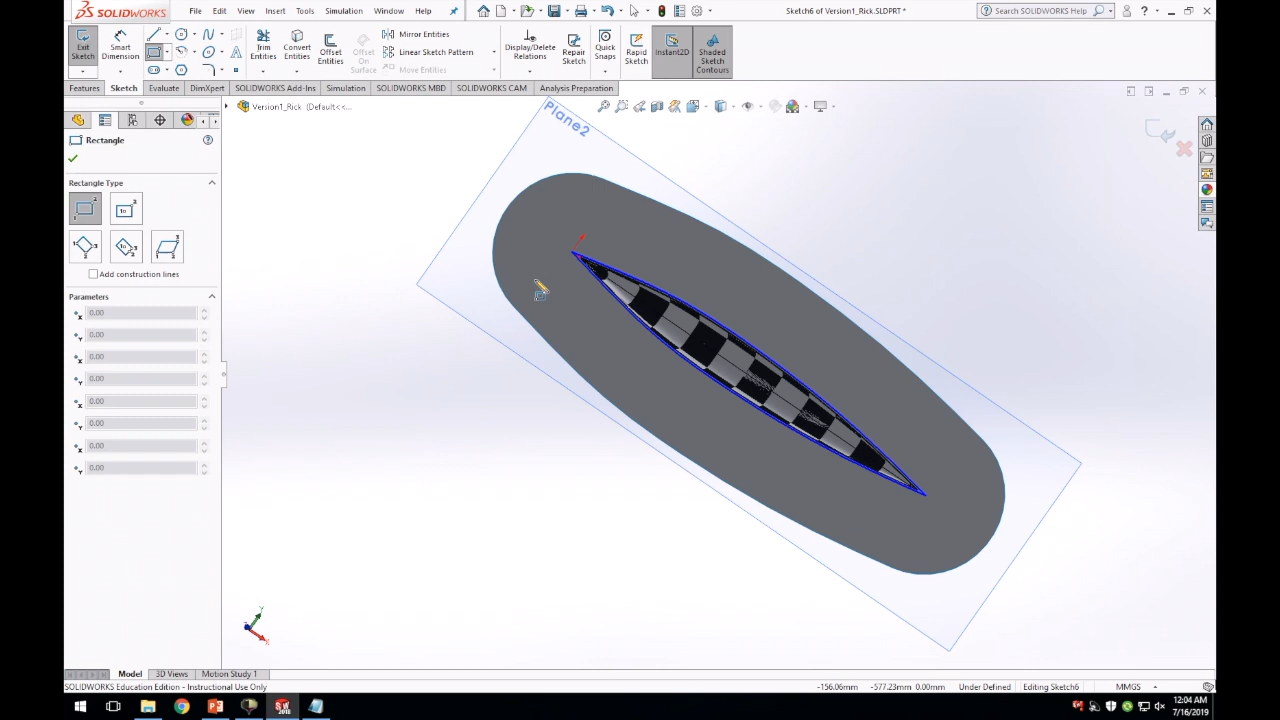 SOLIDWORKS File Edit View Insert Tools Simulation Window Help Sketch6 of Version1_Rick.SLDPRT * Search SOLIDWORKS Help
Exit Sketch Smart Dimension Trim Entities Convert Entities Offset Entities Offset On Surface Mirror Entities Linear Sketch Pattern Move Entities Display/Delete Relations Repair Sketch Quick Snaps Rapid Sketch Instant2D Shaded Sketch Contours
Features Sketch Evaluate DimXpert SOLIDWORKS Add-Ins Simulation SOLIDWORKS MBD SOLIDWORKS CAM Analysis Preparation
Version1_Rick (Default<<...
Plane2
Rectangle
Rectangle Type
Add construction lines
Parameters
0.00
0.00
0.00
0.00
0.00
0.00
0.00
0.00
Model 3D Views Motion Study 1
SOLIDWORKS Education Edition - Instructional Use Only -156.06mm -577.23mm 0.00mm Under Defined Editing Sketch6 MMGS
12:04 AM
7/16/2019